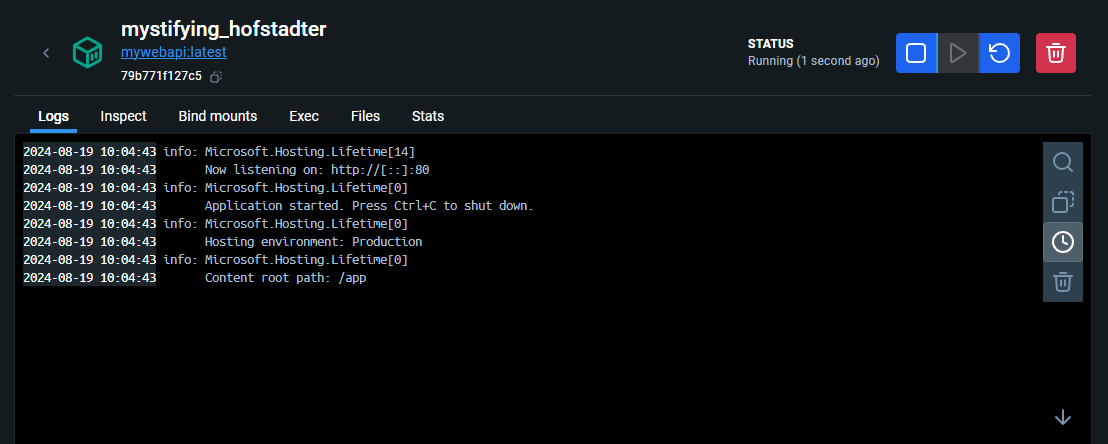 mystifying_hofstadter
mywebapi:latest
79b771f127c5
STATUS
Running (1 second ago)
Logs Inspect Bind mounts Exec Files Stats
2024-08-19 10:04:43 info: Microsoft.Hosting.Lifetime[14]
2024-08-19 10:04:43       Now listening on: http://[::]:80
2024-08-19 10:04:43 info: Microsoft.Hosting.Lifetime[0]
2024-08-19 10:04:43       Application started. Press Ctrl+C to shut down.
2024-08-19 10:04:43 info: Microsoft.Hosting.Lifetime[0]
2024-08-19 10:04:43       Hosting environment: Production
2024-08-19 10:04:43 info: Microsoft.Hosting.Lifetime[0]
2024-08-19 10:04:43       Content root path: /app